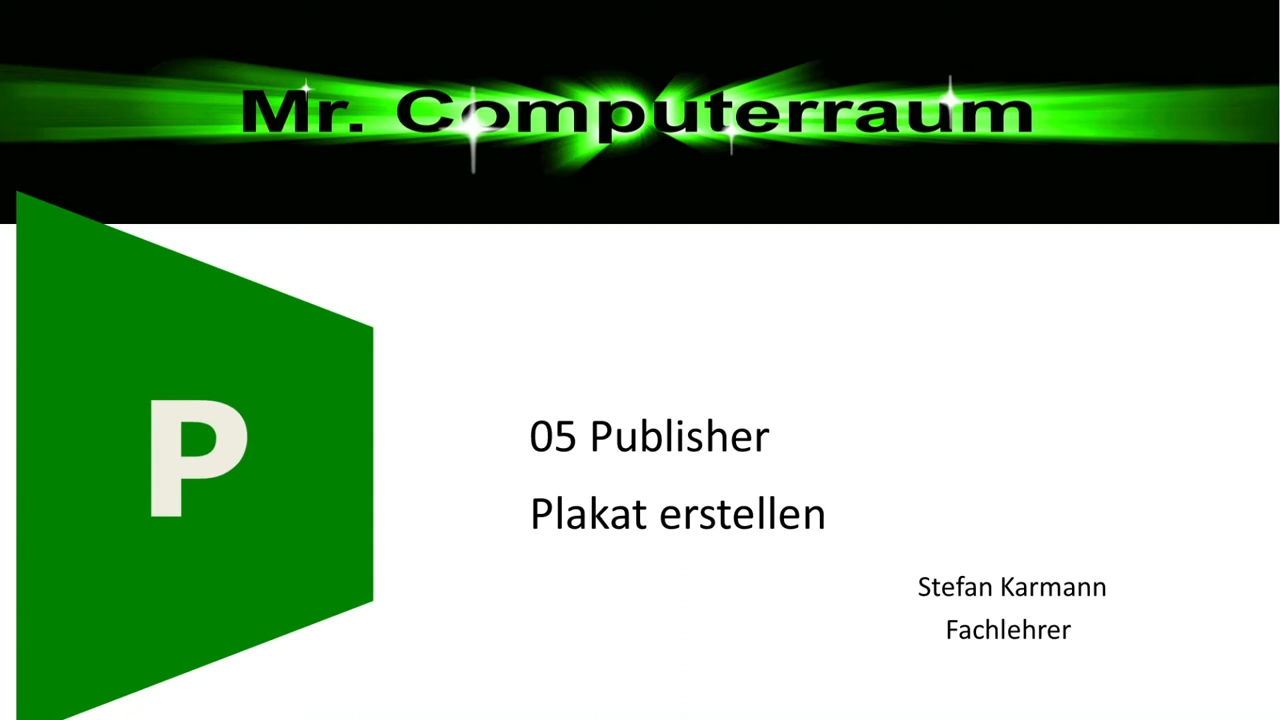 Mr. Computerraum
P
05 Publisher
Plakat erstellen
Stefan Karmann
Fachlehrer